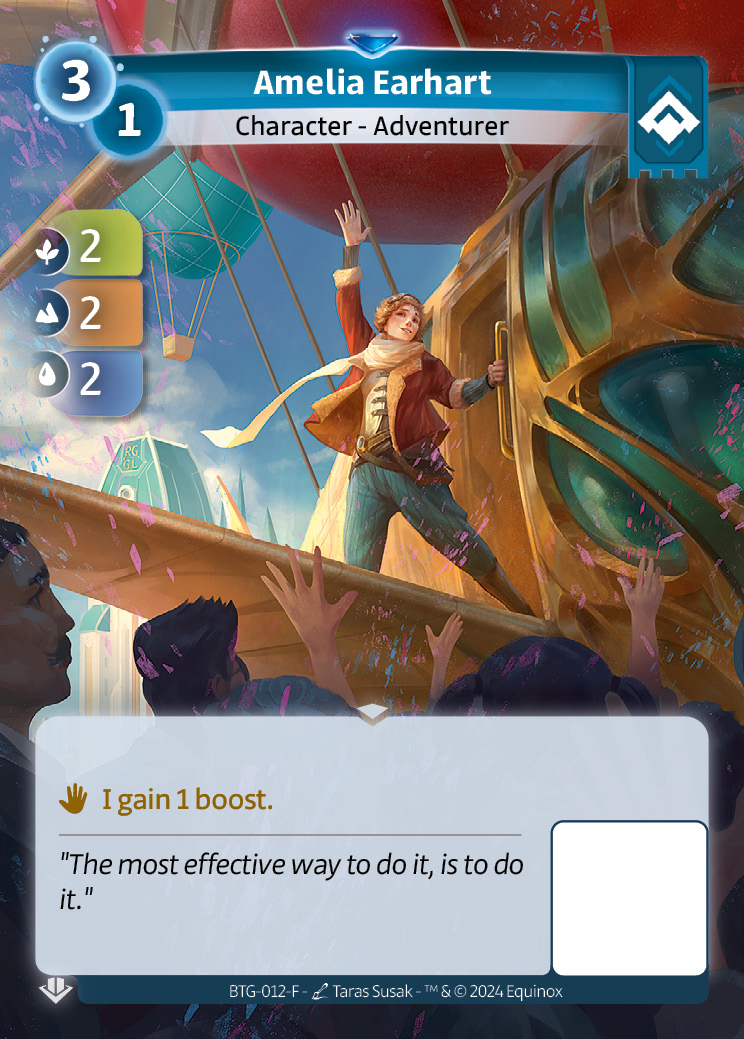 3
Amelia Earhart
1
Character - Adventurer
2
2
2
RG
GL
I gain 1 boost.
"The most effective way to do it, is to do
it."
BTG-012-F - Taras Susak - ™ & © 2024 Equinox